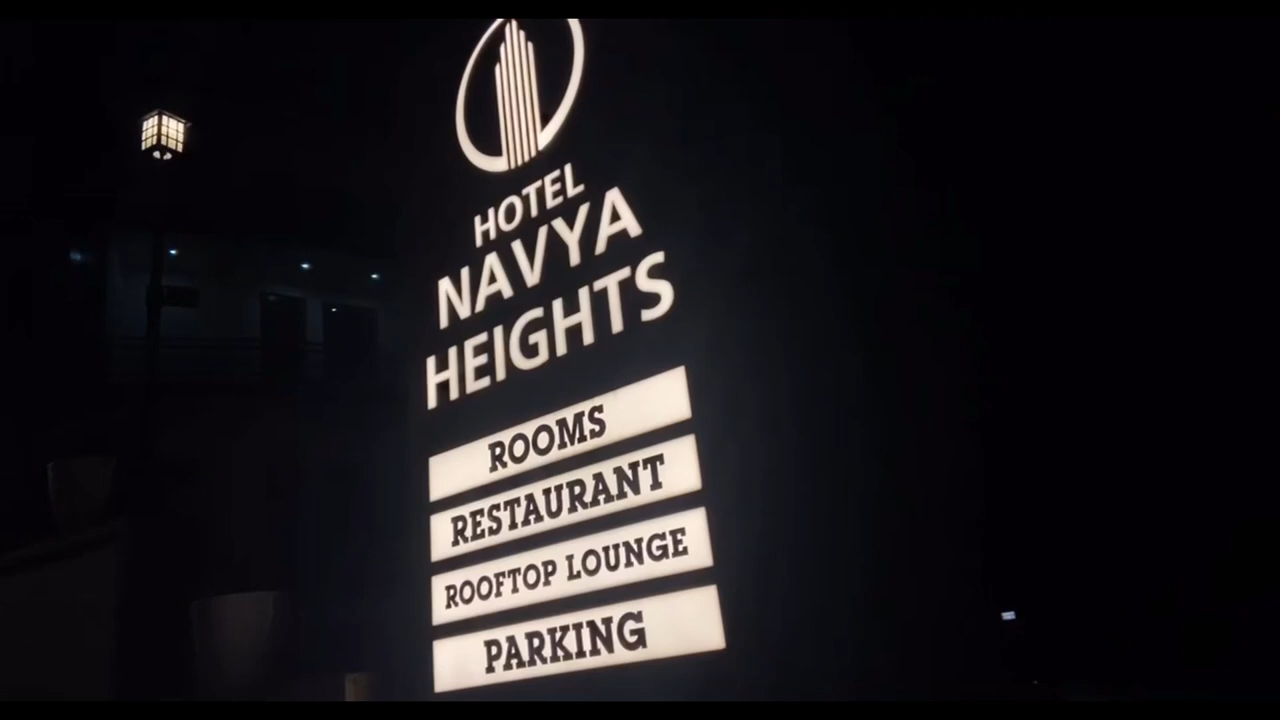 HOTEL
NAVYA
HEIGHTS
ROOMS
RESTAURANT
ROOFTOP LOUNGE
PARKING